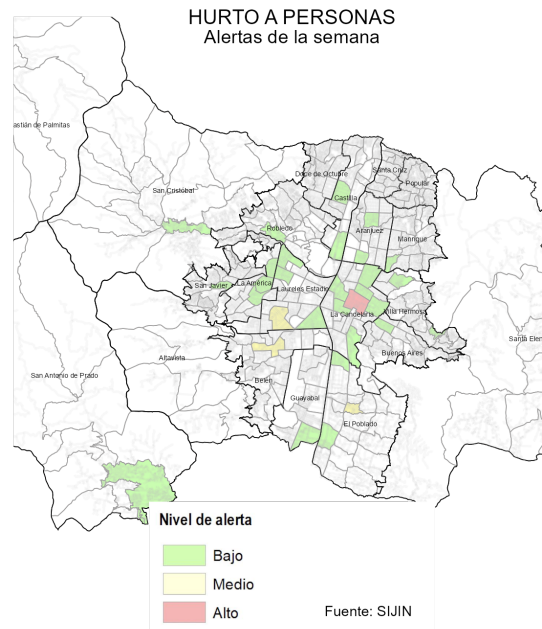 HURTO A PERSONAS
Alertas de la semana
astián de Palmitas
Doce de Octubre
Santa Cruz
Popular
San Cristóbal
Castilla
Robledo
Aranjuez
Manrique
San Javier
La América
Laureles Estadio
La Candelaria
Villa Hermosa
Santa Elen
Altavista
Buenos Aires
San Antonio de Prado
Belén
Guayabal
El Poblado
Nivel de alerta
Bajo
Medio
Alto
Fuente: SIJIN